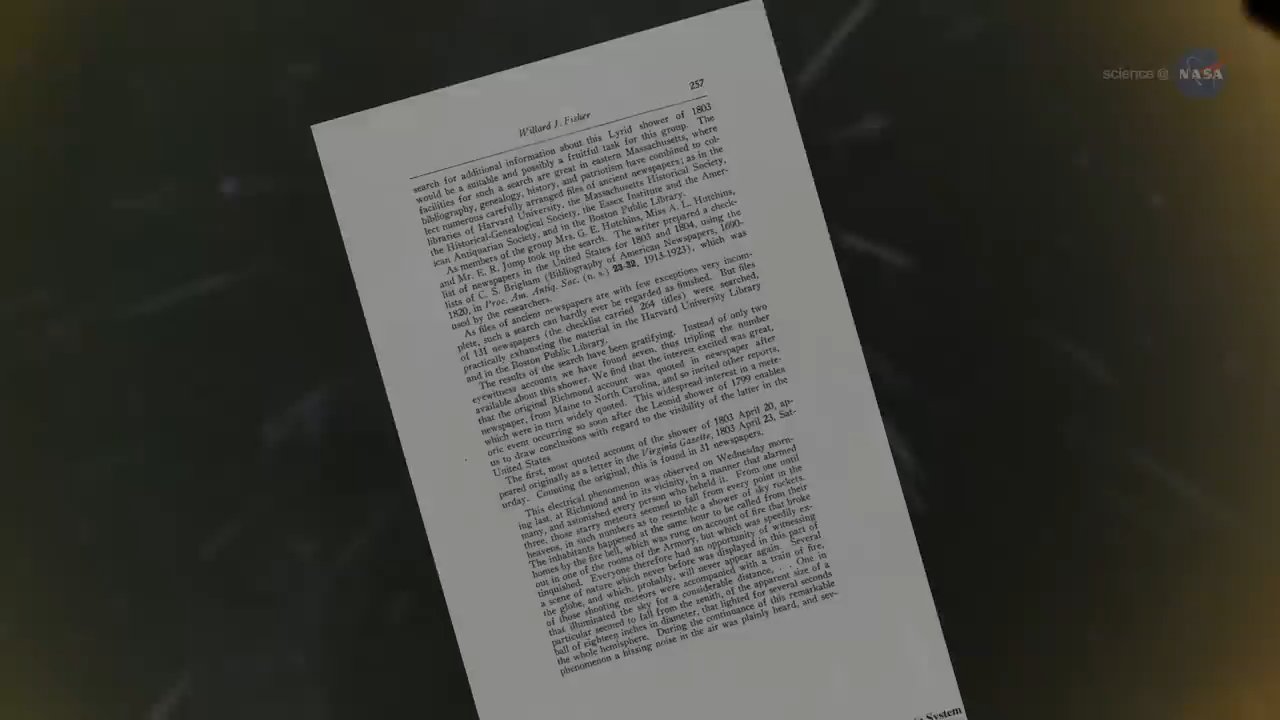 science @ NASA
257
Willard J. Fisher
search for additional information about this Lyrid shower of 1803
would be a suitable and possibly a fruitful task for this group. The
facilities for such a search are great in eastern Massachusetts, where
bibliography, genealogy, history, and patriotism have combined to col-
lect numerous carefully arranged files of ancient newspapers; as in the
libraries of Harvard University, the Massachusetts Historical Society,
the Historical-Genealogical Society, the Essex Institute and the Amer-
ican Antiquarian Society, and in the Boston Public Library.
As members of the group Mrs. G. E. Hutchins, Miss A. L. Hutchins,
and Mr. E. R. Jump took up the search. The writer prepared a check-
list of newspapers in the United States for 1803 and 1804, using the
lists of C. S. Brigham (Bibliography of American Newspapers, 1690-
1820, in Proc. Am. Antiq. Soc. (n. s.) 23-32, 1913-1923), which was
used by the researchers.
As files of ancient newspapers are with few exceptions very incom-
plete, such a search can hardly ever be regarded as finished. But files
of 131 newspapers (the checklist carried 264 titles) were searched,
practically exhausting the material in the Harvard University Library
and in the Boston Public Library.
The results of the search have been gratifying. Instead of only two
eyewitness accounts we have found seven, thus tripling the number
available about this shower. We find that the interest excited was great,
that the original Richmond account was quoted in newspaper after
newspaper, from Maine to North Carolina, and so incited other reports,
which were in turn widely quoted. This widespread interest in a mete-
oric event occurring so soon after the Leonid shower of 1799 enables
us to draw conclusions with regard to the visibility of the latter in the
United States
The first, most quoted account of the shower of 1803 April 20, ap-
peared originally as a letter in the Virginia Gazette, 1803 April 23, Sat-
urday. Counting the original, this is found in 31 newspapers.
This electrical phenomenon was observed on Wednesday morn-
ing last, at Richmond and in its vicinity, in a manner that alarmed
many, and astonished every person who beheld it. From one until
three, those starry meteors seemed to fall from every point in the
heavens, in such numbers as to resemble a shower of sky rockets.
The inhabitants happened at the same hour to be called from their
homes by the fire bell, which was rung on account of fire that broke
out in one of the rooms of the Armory, but which was speedily ex-
tinguished. Everyone therefore had an opportunity of witnessing
a scene of nature which never before was displayed in this part of
the globe, and which, probably, will never appear again. Several
of those shooting meteors were accompanied with a train of fire,
that illuminated the sky for a considerable distance, . . One in
particular seemed to fall from the zenith, of the apparent size of a
ball of eighteen inches in diameter, that lighted for several seconds
the whole hemisphere. During the continuance of this remarkable
phenomenon a hissing noise in the air was plainly heard, and sev-
System